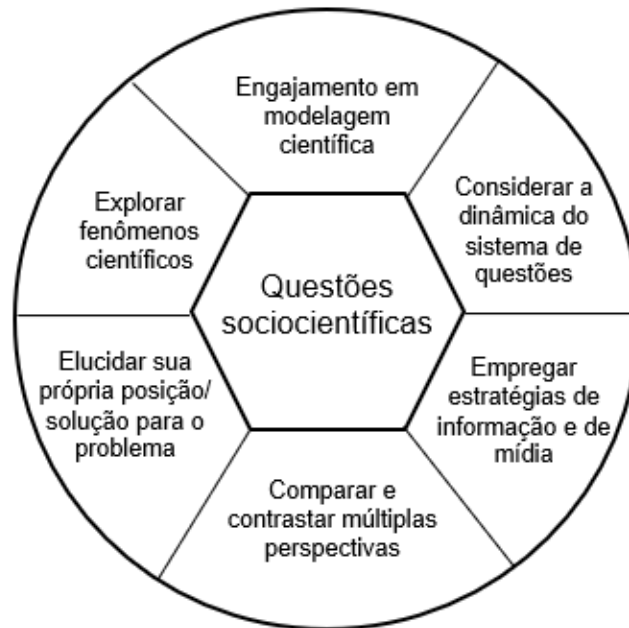 Engajamento em
modelagem
científica
Considerar a
dinâmica do
sistema de
questões
Empregar
estratégias de
informação e de
mídia
Comparar e
contrastar múltiplas
perspectivas
Elucidar sua
própria posição/
solução para o
problema
Explorar
fenômenos
científicos
Questões
sociocientíficas